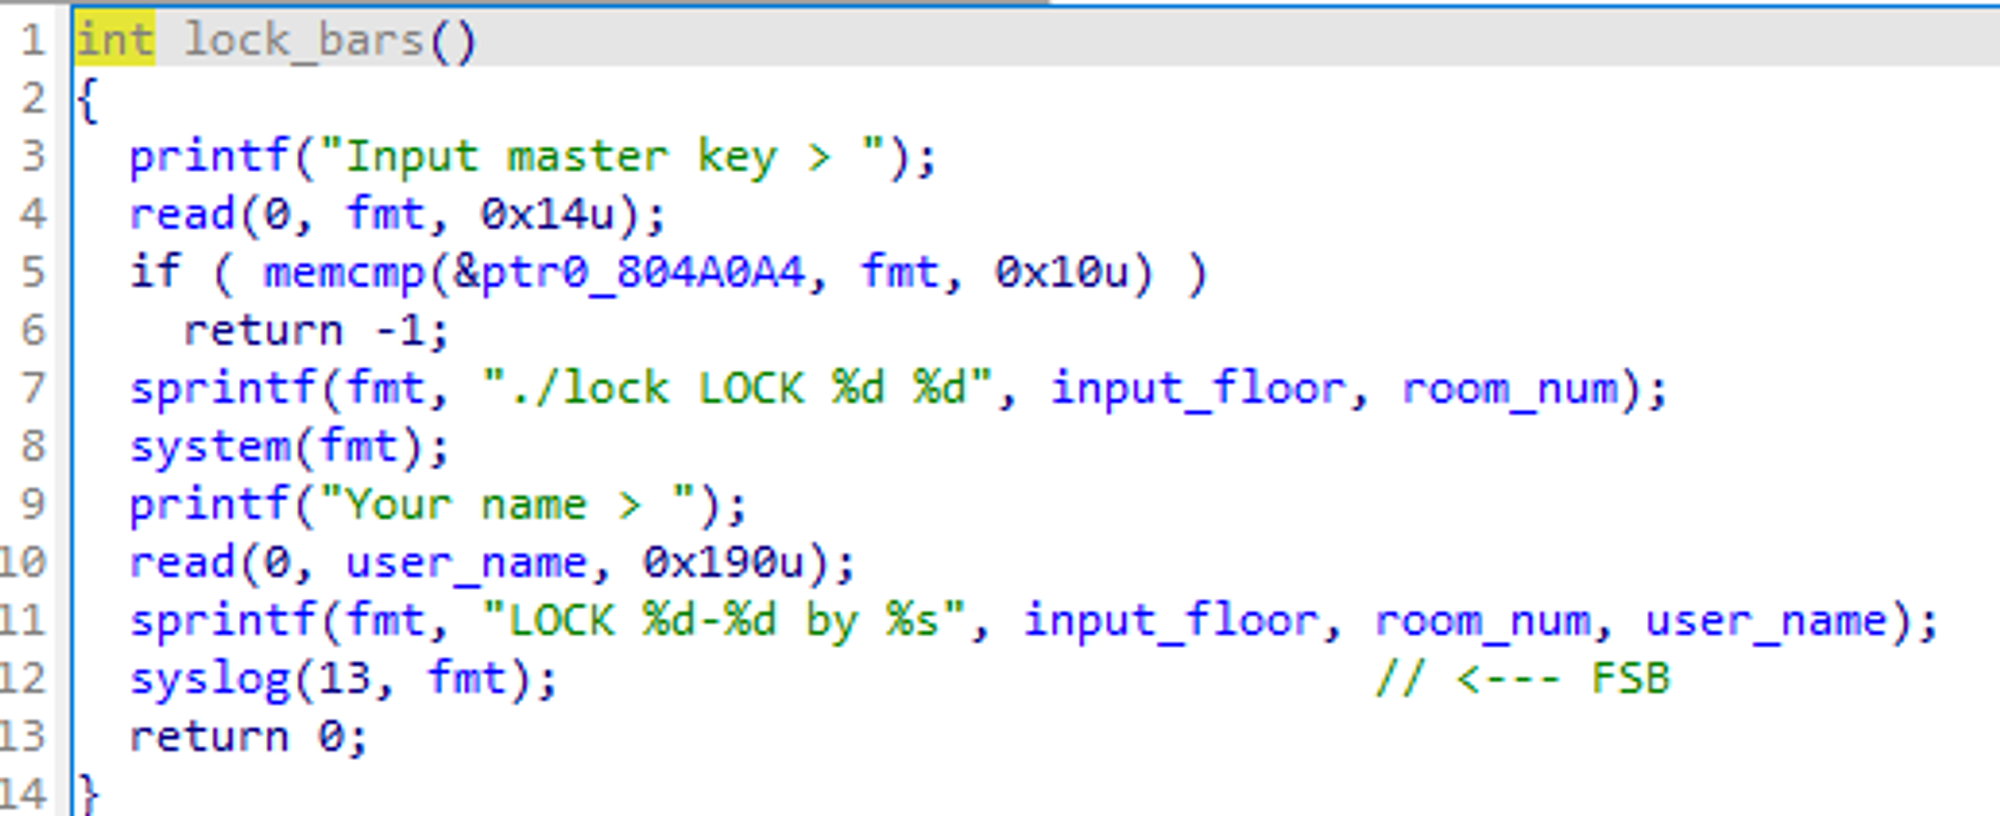 1 int lock_bars()
2 {
3 printf("Input master key > ");
4 read(0, fmt, 0x14u);
5 if ( memcmp(&ptr0_804A0A4, fmt, 0x10u) )
6 return -1;
7 sprintf(fmt, "./lock LOCK %d %d", input_floor, room_num);
8 system(fmt);
9 printf("Your name > ");
10 read(0, user_name, 0x190u);
11 sprintf(fmt, "LOCK %d-%d by %s", input_floor, room_num, user_name);
12 syslog(13, fmt); // <--- FSB
13 return 0;
14 }